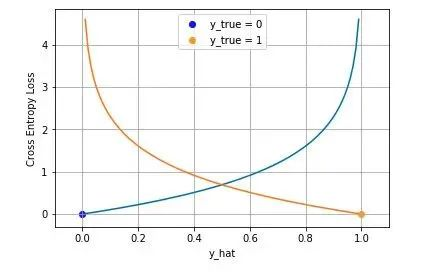 y_true = 0
y_true = 1
Cross Entropy Loss
4
3
2
1
0
0.0 0.2 0.4 0.6 0.8 1.0
y_hat